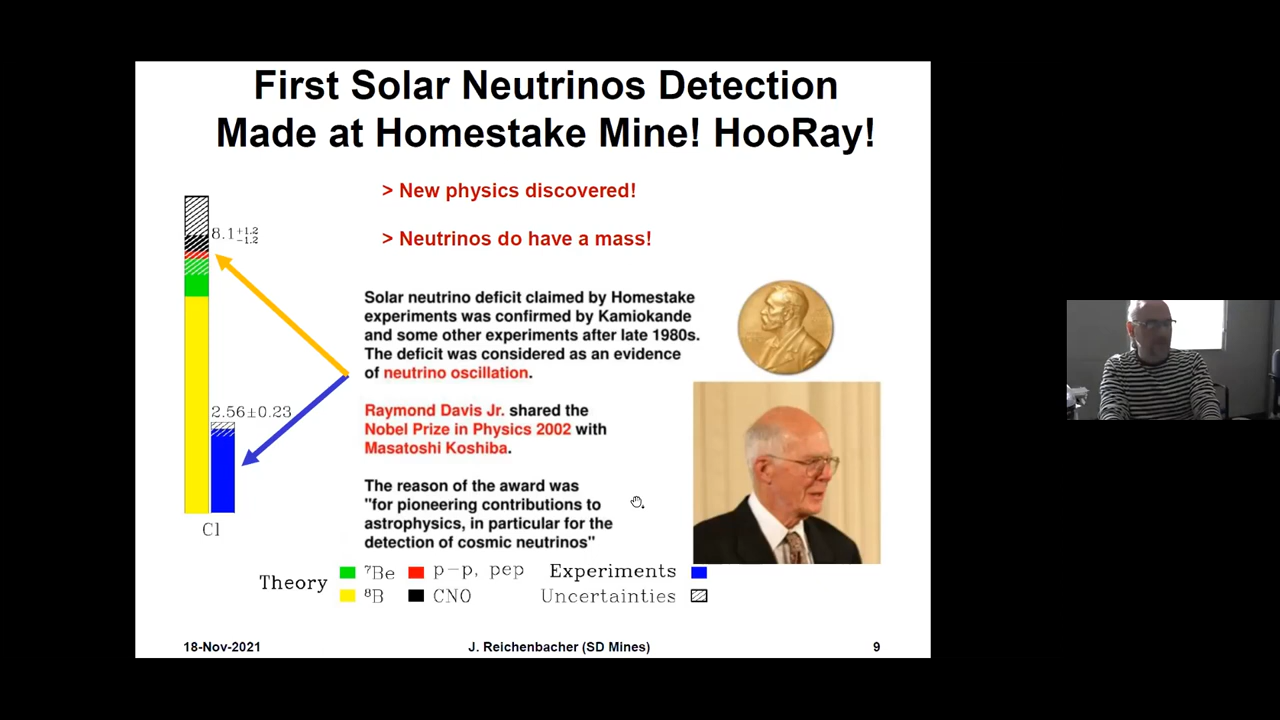 First Solar Neutrinos Detection
Made at Homestake Mine! HooRay!
> New physics discovered!
> Neutrinos do have a mass!
8.1+1.2−1.2
Solar neutrino deficit claimed by Homestake
experiments was confirmed by Kamiokande
and some other experiments after late 1980s.
The deficit was considered as an evidence
of neutrino oscillation.
2.56±0.23
Raymond Davis Jr. shared the
Nobel Prize in Physics 2002 with
Masatoshi Koshiba.
The reason of the award was
"for pioneering contributions to
astrophysics, in particular for the
detection of cosmic neutrinos"
Cl
Theory
⁷Be
p−p, pep
Experiments
⁸B
CNO
Uncertainties
18-Nov-2021
J. Reichenbacher (SD Mines)
9